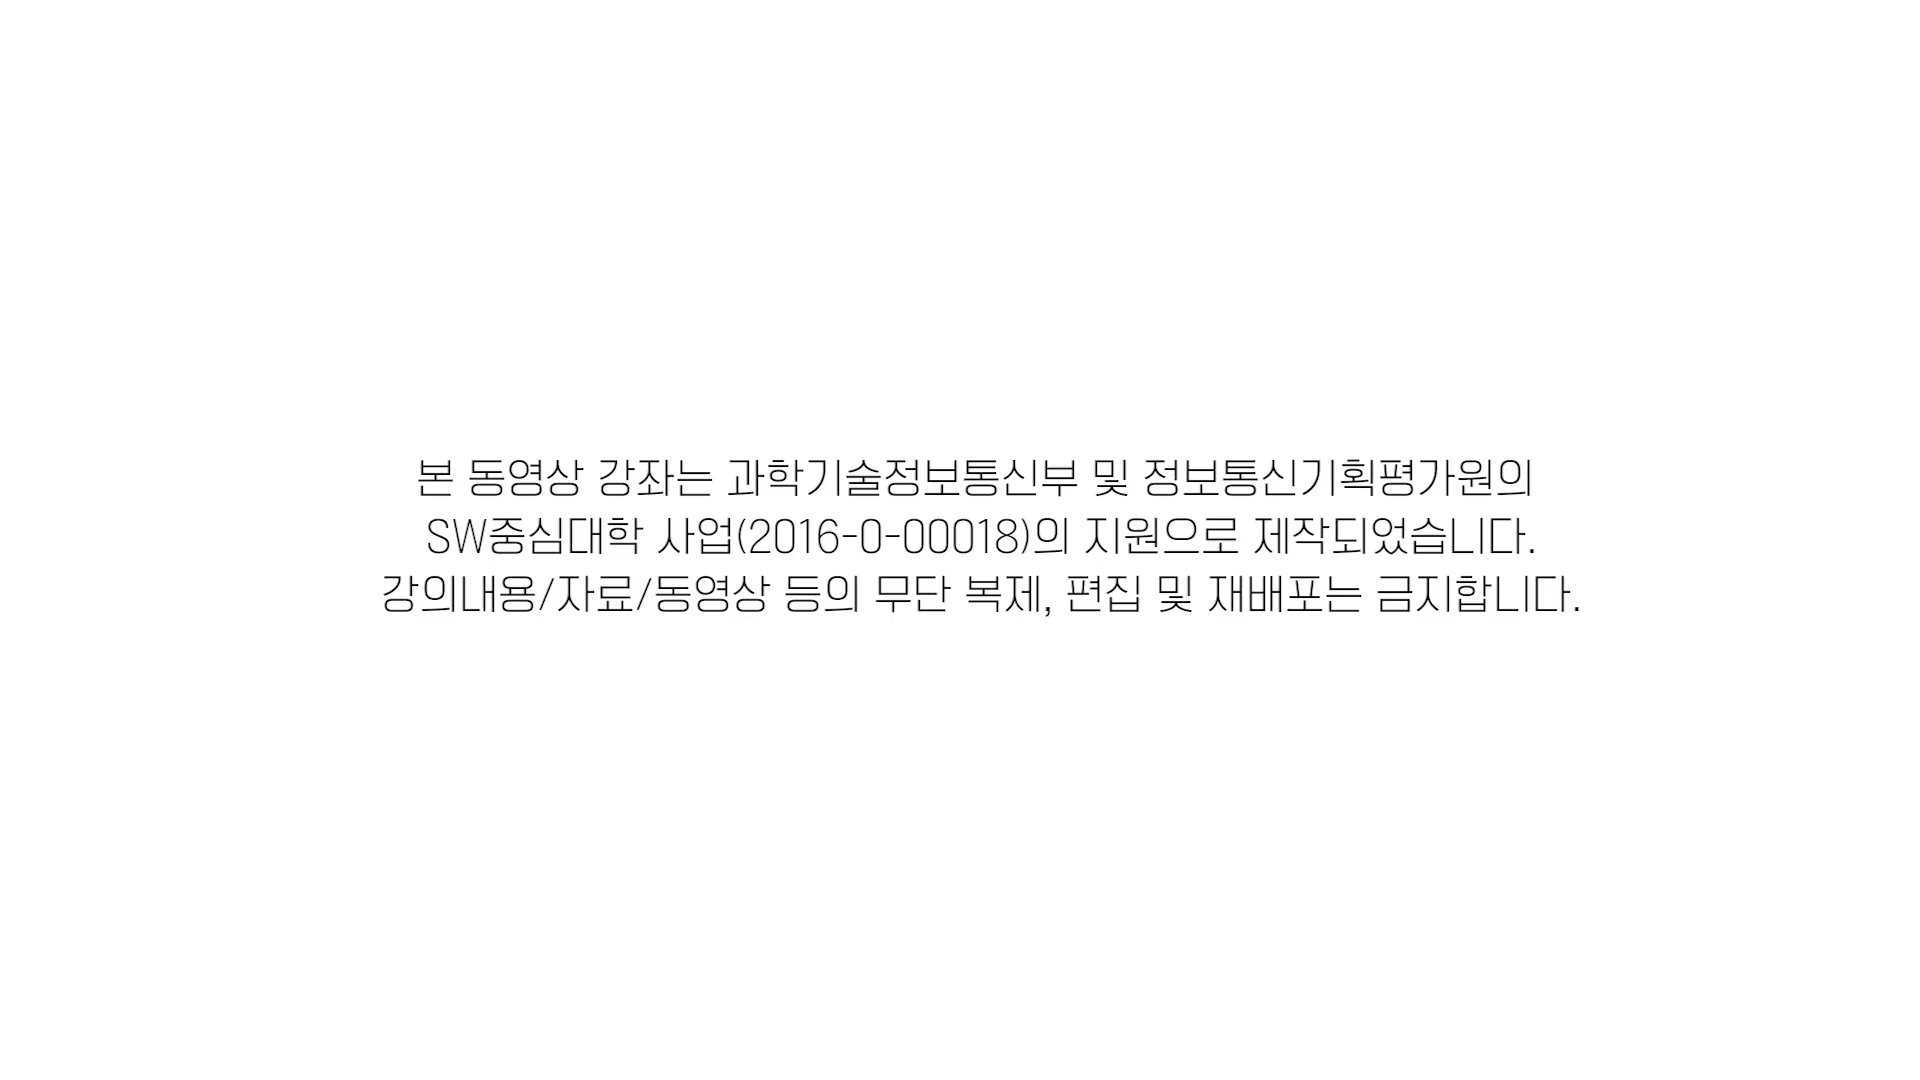 본 동영상 강좌는 과학기술정보통신부 및 정보통신기획평가원의
SW중심대학 사업(2016-0-00018)의 지원으로 제작되었습니다.
강의내용/자료/동영상 등의 무단 복제, 편집 및 재배포는 금지합니다.